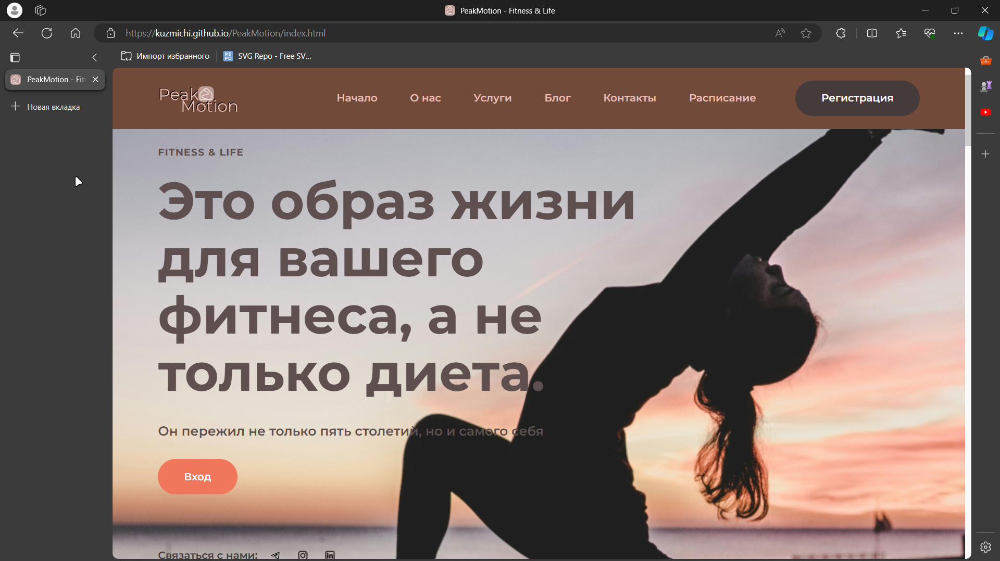 PeakMotion - Fitness & Life
https://kuzmichi.github.io/PeakMotion/index.html
Импорт избранного
SVG Repo - Free SV...
PeakMotion - Fit
Новая вкладка
Peak
Motion
Начало
О нас
Услуги
Блог
Контакты
Расписание
Регистрация
FITNESS & LIFE
Это образ жизни
для вашего
фитнеса, а не
только диета.
Он пережил не только пять столетий, но и самого себя
Вход
Связаться с нами: